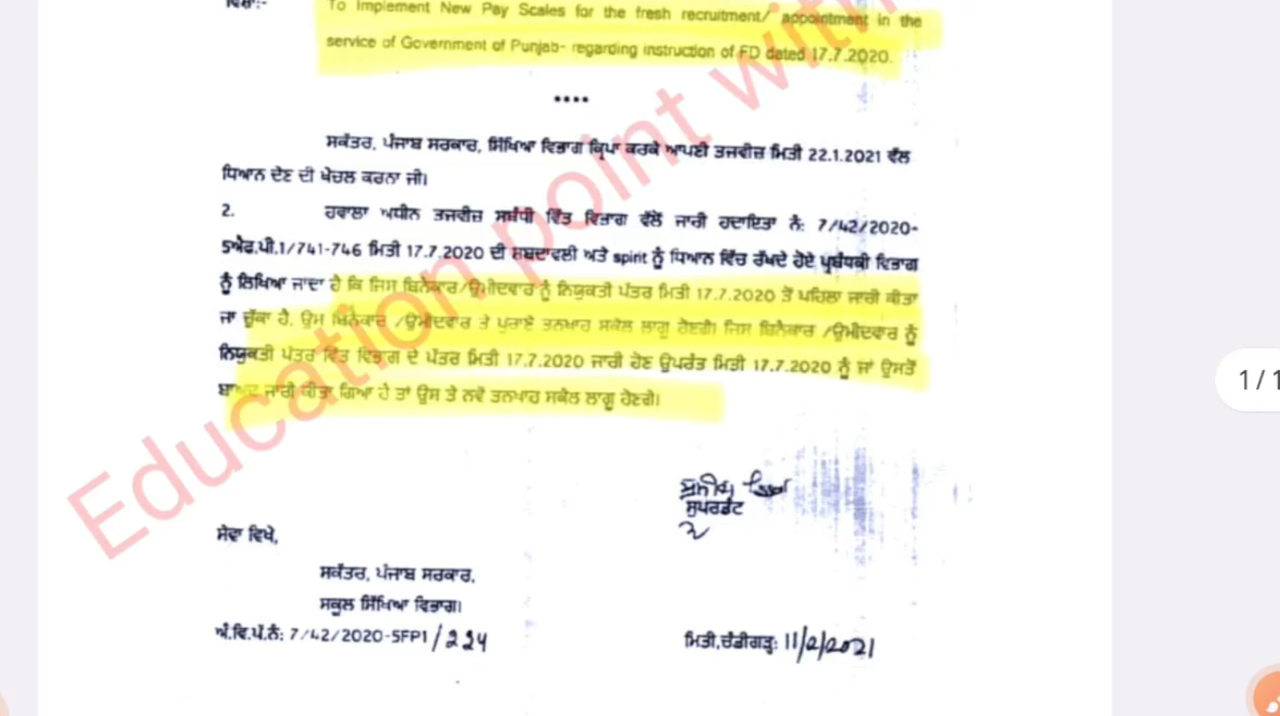 ਵਿਸ਼ਾ:-
To Implement New Pay Scales for the fresh recruitment/ appointment in the
service of Government of Punjab- regarding instruction of FD dated 17.7.2020.
****
ਸਕੱਤਰ, ਪੰਜਾਬ ਸਰਕਾਰ, ਸਿੱਖਿਆ ਵਿਭਾਗ ਕ੍ਰਿਪਾ ਕਰਕੇ ਆਪਣੀ ਤਜਵੀਜ਼ ਮਿਤੀ 22.1.2021 ਵੱਲ
ਧਿਆਨ ਦੇਣ ਦੀ ਖੇਚਲ ਕਰਨਾ ਜੀ।
2. ਹਵਾਲਾ ਅਧੀਨ ਤਜਵੀਜ਼ ਸਬੰਧੀ ਵਿੱਤ ਵਿਭਾਗ ਵੱਲੋਂ ਜਾਰੀ ਹਦਾਇਤਾ ਨੰ: 7/42/2020-
5ਐਫ.ਪੀ.1/741-746 ਮਿਤੀ 17.7.2020 ਦੀ ਸ਼ਬਦਾਵਲੀ ਅਤੇ spirit ਨੂੰ ਧਿਆਨ ਵਿੱਚ ਰੱਖਦੇ ਹੋਏ ਪ੍ਰਬੰਧਕੀ ਵਿਭਾਗ
ਨੂੰ ਲਿਖਿਆ ਜਾਂਦਾ ਹੈ ਕਿ ਜਿਸ ਬਿਨੈਕਾਰ/ਉਮੀਦਵਾਰ ਨੂੰ ਨਿਯੁਕਤੀ ਪੱਤਰ ਮਿਤੀ 17.7.2020 ਤੋਂ ਪਹਿਲਾ ਜਾਰੀ ਕੀਤਾ
ਜਾ ਚੁੱਕਾ ਹੈ, ਉਸ ਬਿਨੈਕਾਰ /ਉਮੀਦਵਾਰ ਤੇ ਪੁਰਾਣੇ ਤਨਖਾਹ ਸਕੇਲ ਲਾਗੂ ਹੋਣਗੇ। ਜਿਸ ਬਿਨੈਕਾਰ /ਉਮੀਦਵਾਰ ਨੂੰ
ਨਿਯੁਕਤੀ ਪੱਤਰ ਵਿੱਤ ਵਿਭਾਗ ਦੇ ਪੱਤਰ ਮਿਤੀ 17.7.2020 ਜਾਰੀ ਹੋਣ ਉਪਰੰਤ ਮਿਤੀ 17.7.2020 ਨੂੰ ਜਾਂ ਉਸਤੋਂ
ਬਾਅਦ ਜਾਰੀ ਕੀਤਾ ਗਿਆ ਹੈ ਤਾਂ ਉਸ ਤੇ ਨਵੇਂ ਤਨਖਾਹ ਸਕੇਲ ਲਾਗੂ ਹੋਣਗੇ।
Education point with
ਸੁਪਰਡੰਟ
ਸੇਵਾ ਵਿਖੇ,
ਸਕੱਤਰ, ਪੰਜਾਬ ਸਰਕਾਰ,
ਸਕੂਲ ਸਿੱਖਿਆ ਵਿਭਾਗ।
ਅੰ.ਵਿ.ਪੱ.ਨੰ: 7/42/2020-5FP1/224
ਮਿਤੀ,ਚੰਡੀਗੜ੍ਹ: 11/2/2021
1/1